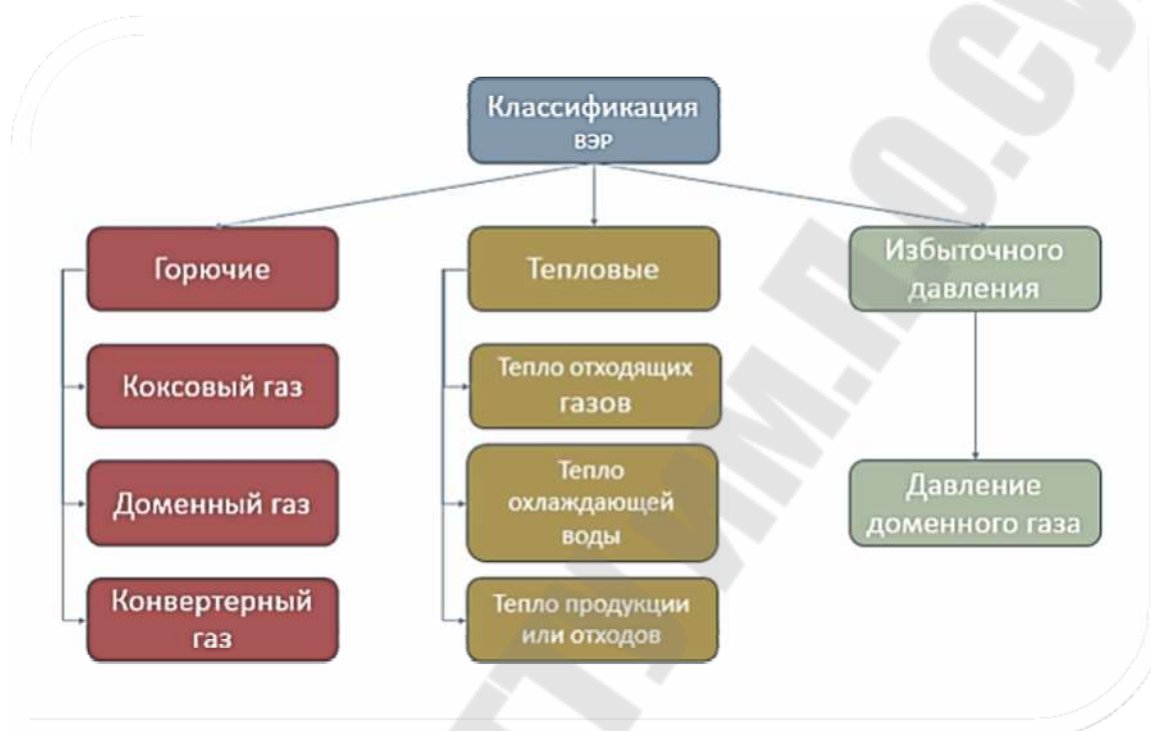 Классификация
ВЭР
Горючие
Коксовый газ
Доменный газ
Конвертерный
газ
Тепловые
Тепло отходящих
газов
Тепло
охлаждающей
воды
Тепло продукции
или отходов
Избыточного
давления
Давление
доменного газа